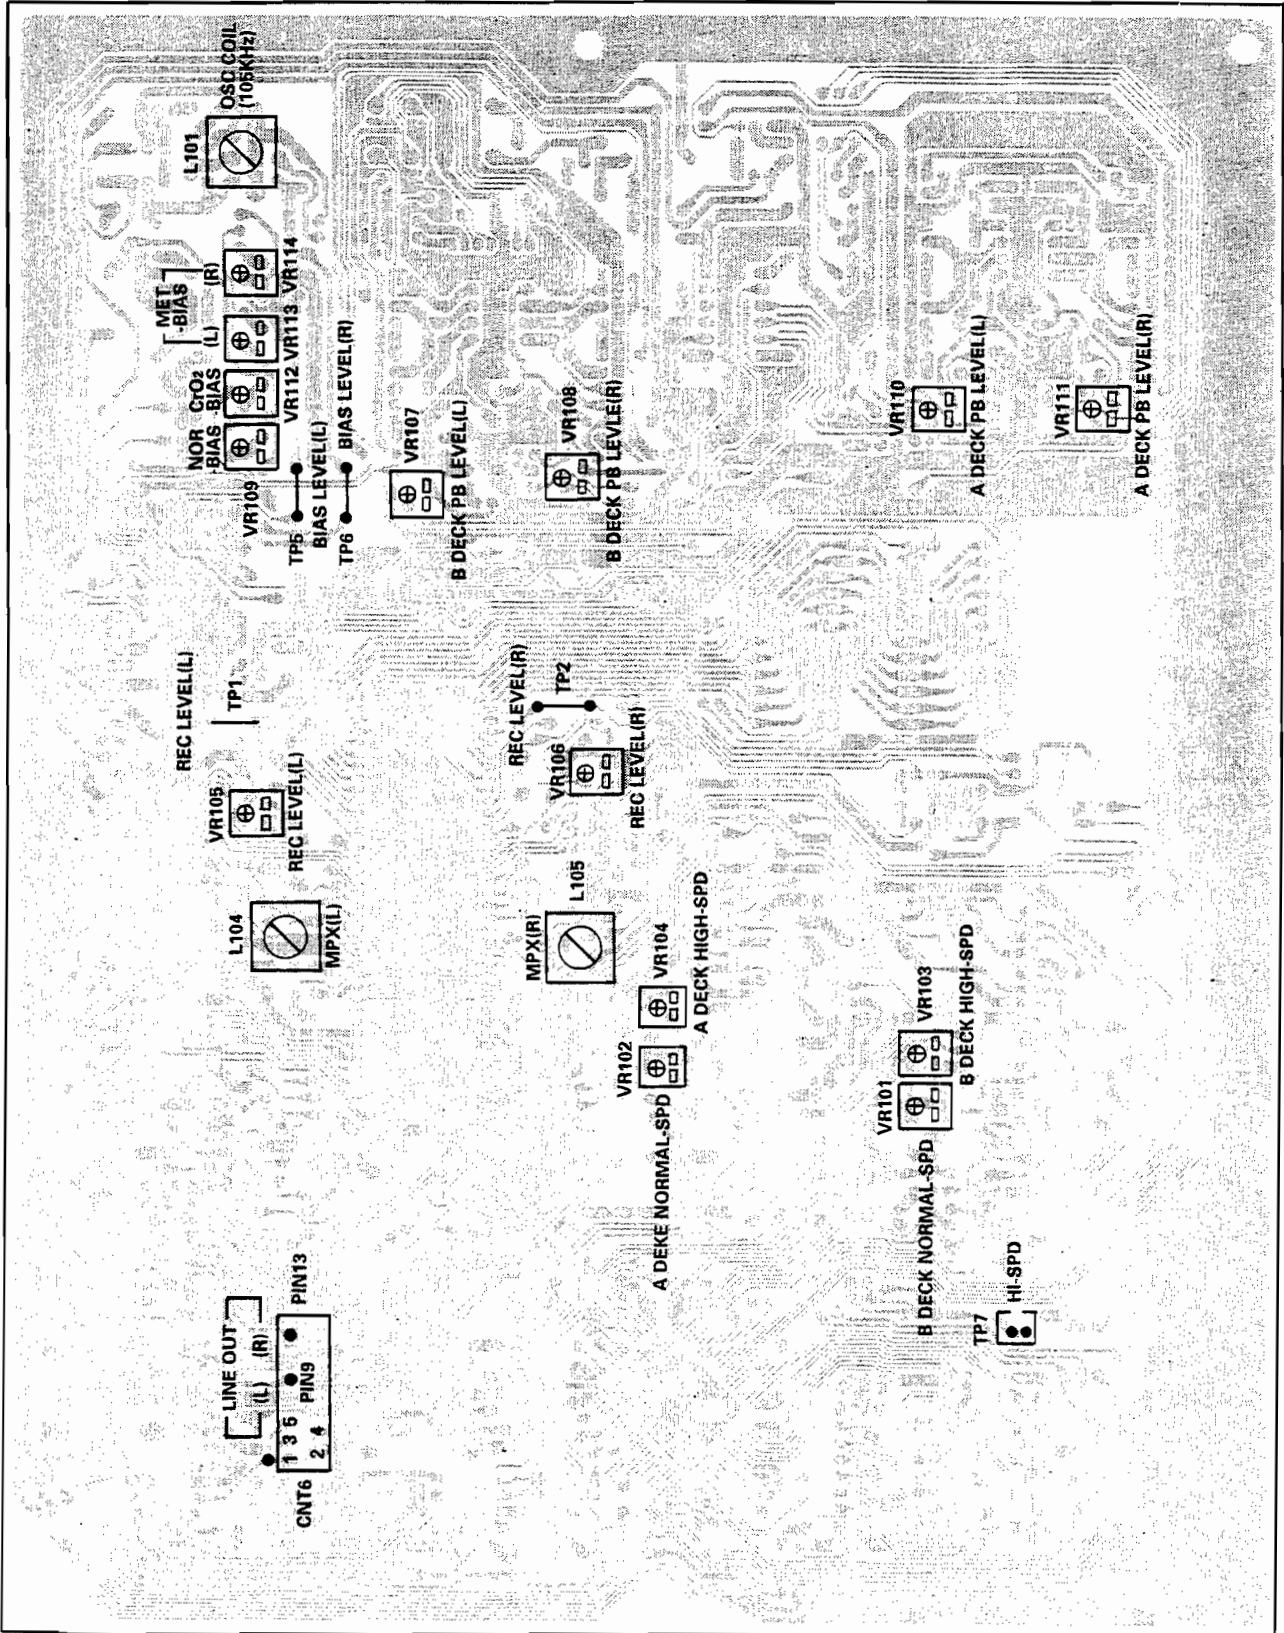 LINE OUT
(L) (R)
1 3 5
2 4
PIN9
PIN13
CNT6
L104
MPX(L)
VR105
REC LEVEL(L)
REC LEVEL(L)
TP1
VR109
NOR
-BIAS
CrO2
-BIAS
MET
-BIAS
(L) (R)
VR112
VR113
VR114
L101
OSC COIL
(105KHz)
TP5
BIAS LEVEL(L)
TP6
BIAS LEVEL(R)
VR107
B DECK PB LEVEL(L)
MPX(R)
L105
VR106
REC LEVEL(R)
REC LEVEL(R)
TP2
VR108
B DECK PB LEVLE(R)
VR102
A DEKE NORMAL-SPD
VR104
A DECK HIGH-SPD
VR101
B DECK NORMAL-SPD
VR103
B DECK HIGH-SPD
VR110
A DECK PB LEVEL(L)
TP7
HI-SPD
VR111
A DECK PB LEVEL(R)